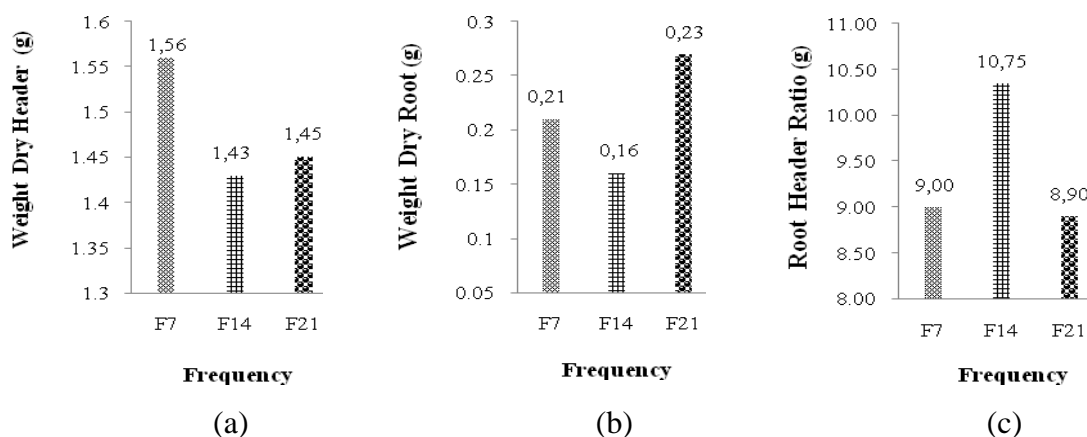 Weight Dry Header (g)
1.6
1.55
1.5
1.45
1.4
1.35
1.3
1,56
1,43
1,45
F7 F14 F21
Frequency
(a)
Weight Dry Root (g)
0.3
0.25
0.2
0.15
0.1
0.05
0,21
0,16
0,23
F7 F14 F21
Frequency
(b)
Root Header Ratio (g)
11.00
10.50
10.00
9.50
9.00
8.50
8.00
9,00
10,75
8,90
F7 F14 F21
Frequency
(c)